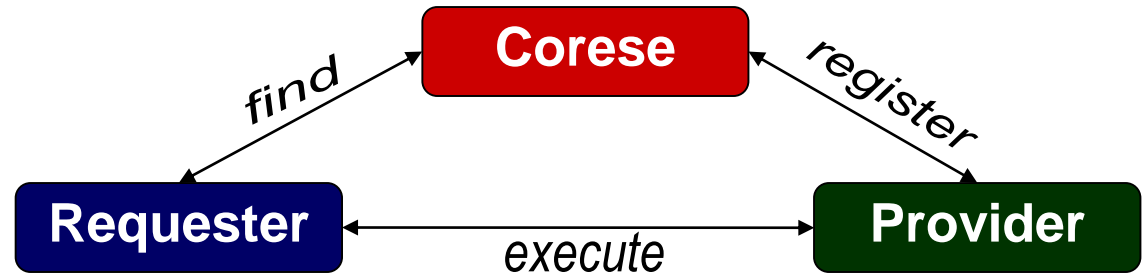 Corese
find
register
Requester
Provider
execute